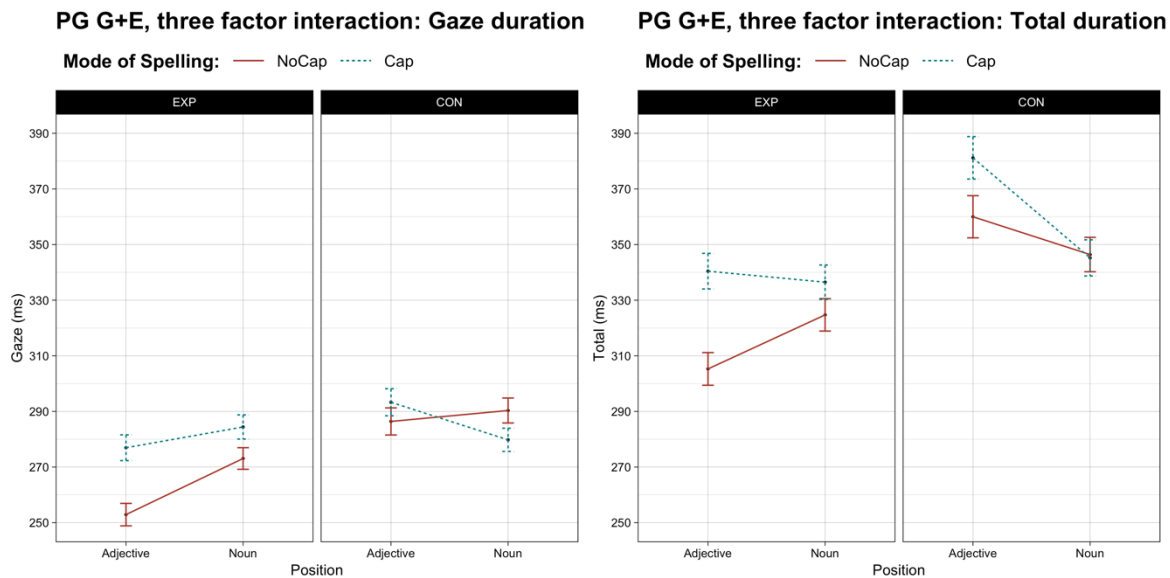 PG G+E, three factor interaction: Gaze duration
Mode of Spelling: NoCap Cap
EXP CON
390
370
350
330
310
290
270
250
Gaze (ms)
Adjective Noun Adjective Noun
Position
PG G+E, three factor interaction: Total duration
Mode of Spelling: NoCap Cap
EXP CON
390
370
350
330
310
290
270
250
Total (ms)
Adjective Noun Adjective Noun
Position